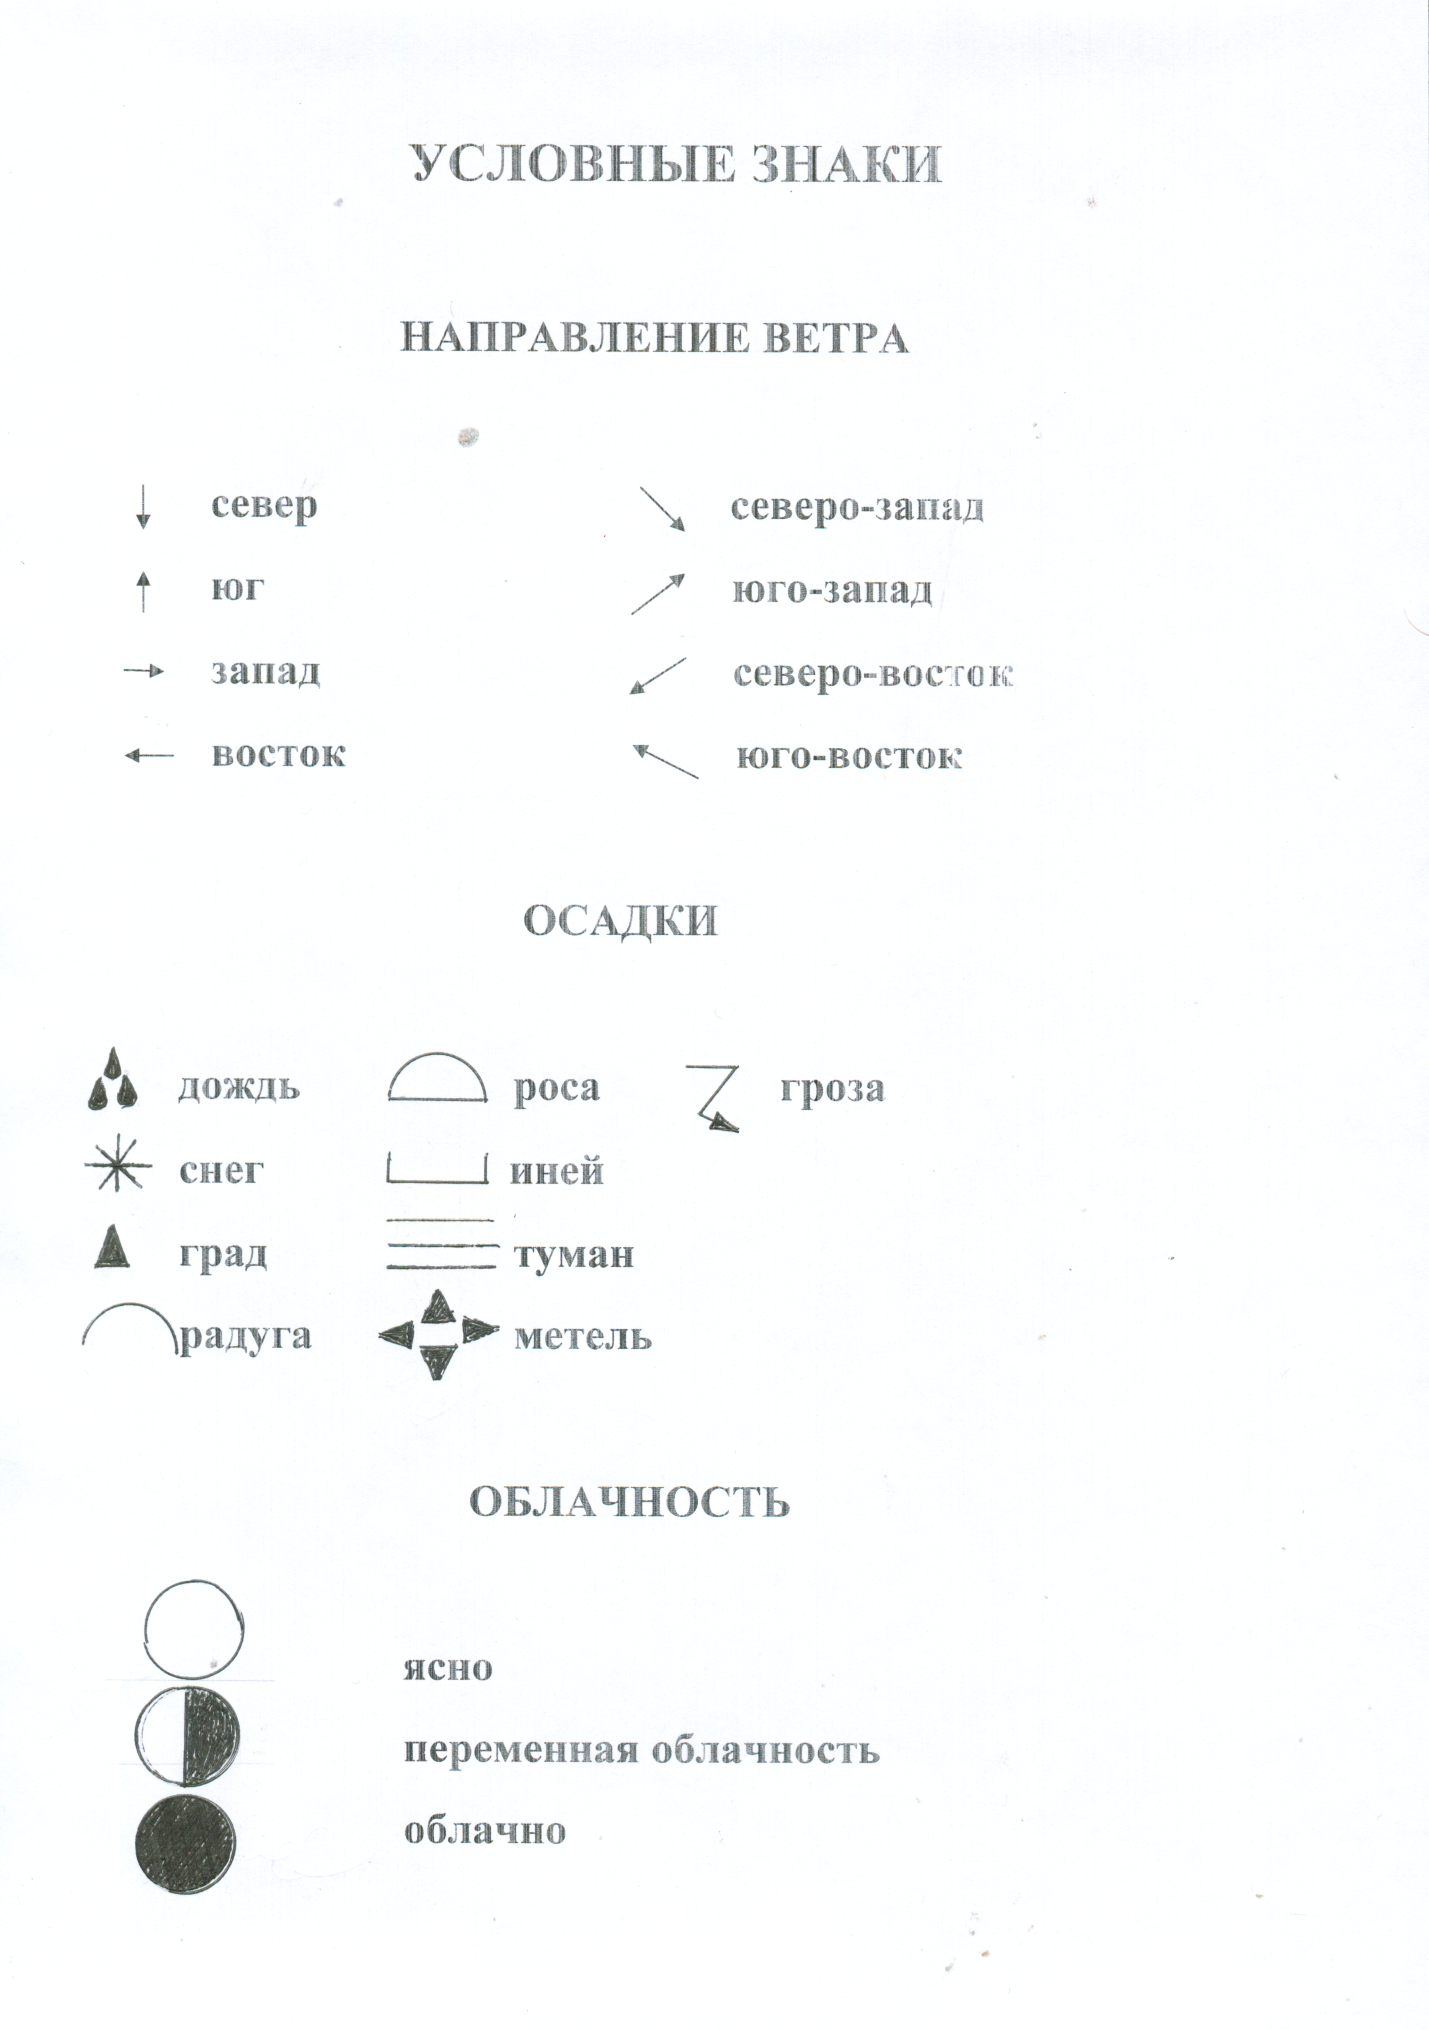 УСЛОВНЫЕ ЗНАКИ
НАПРАВЛЕНИЕ ВЕТРА
север северо-запад
юг юго-запад
запад северо-восток
восток юго-восток
ОСАДКИ
дождь роса гроза
снег иней
град туман
радуга метель
ОБЛАЧНОСТЬ
ясно
переменная облачность
облачно